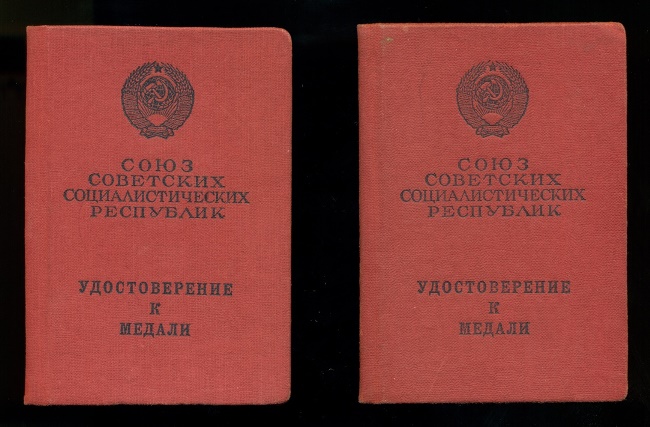 СОЮЗ
СОВЕТСКИХ
СОЦИАЛИСТИЧЕСКИХ
РЕСПУБЛИК
УДОСТОВЕРЕНИЕ
К
МЕДАЛИ
СОЮЗ
СОВЕТСКИХ
СОЦИАЛИСТИЧЕСКИХ
РЕСПУБЛИК
УДОСТОВЕРЕНИЕ
К
МЕДАЛИ